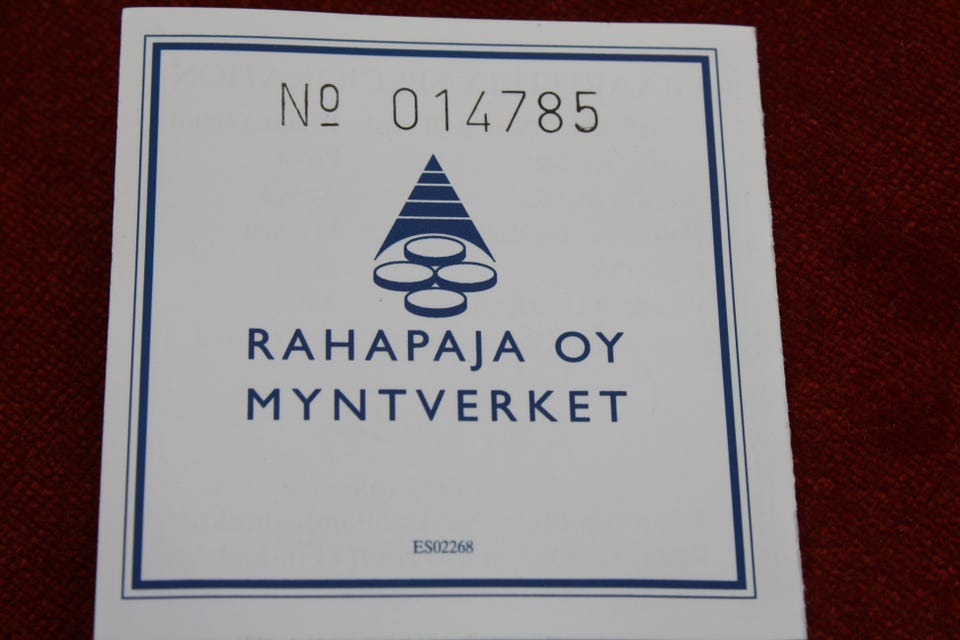 Nº 014785
RAHAPAJA OY
MYNTVERKET
ES02268